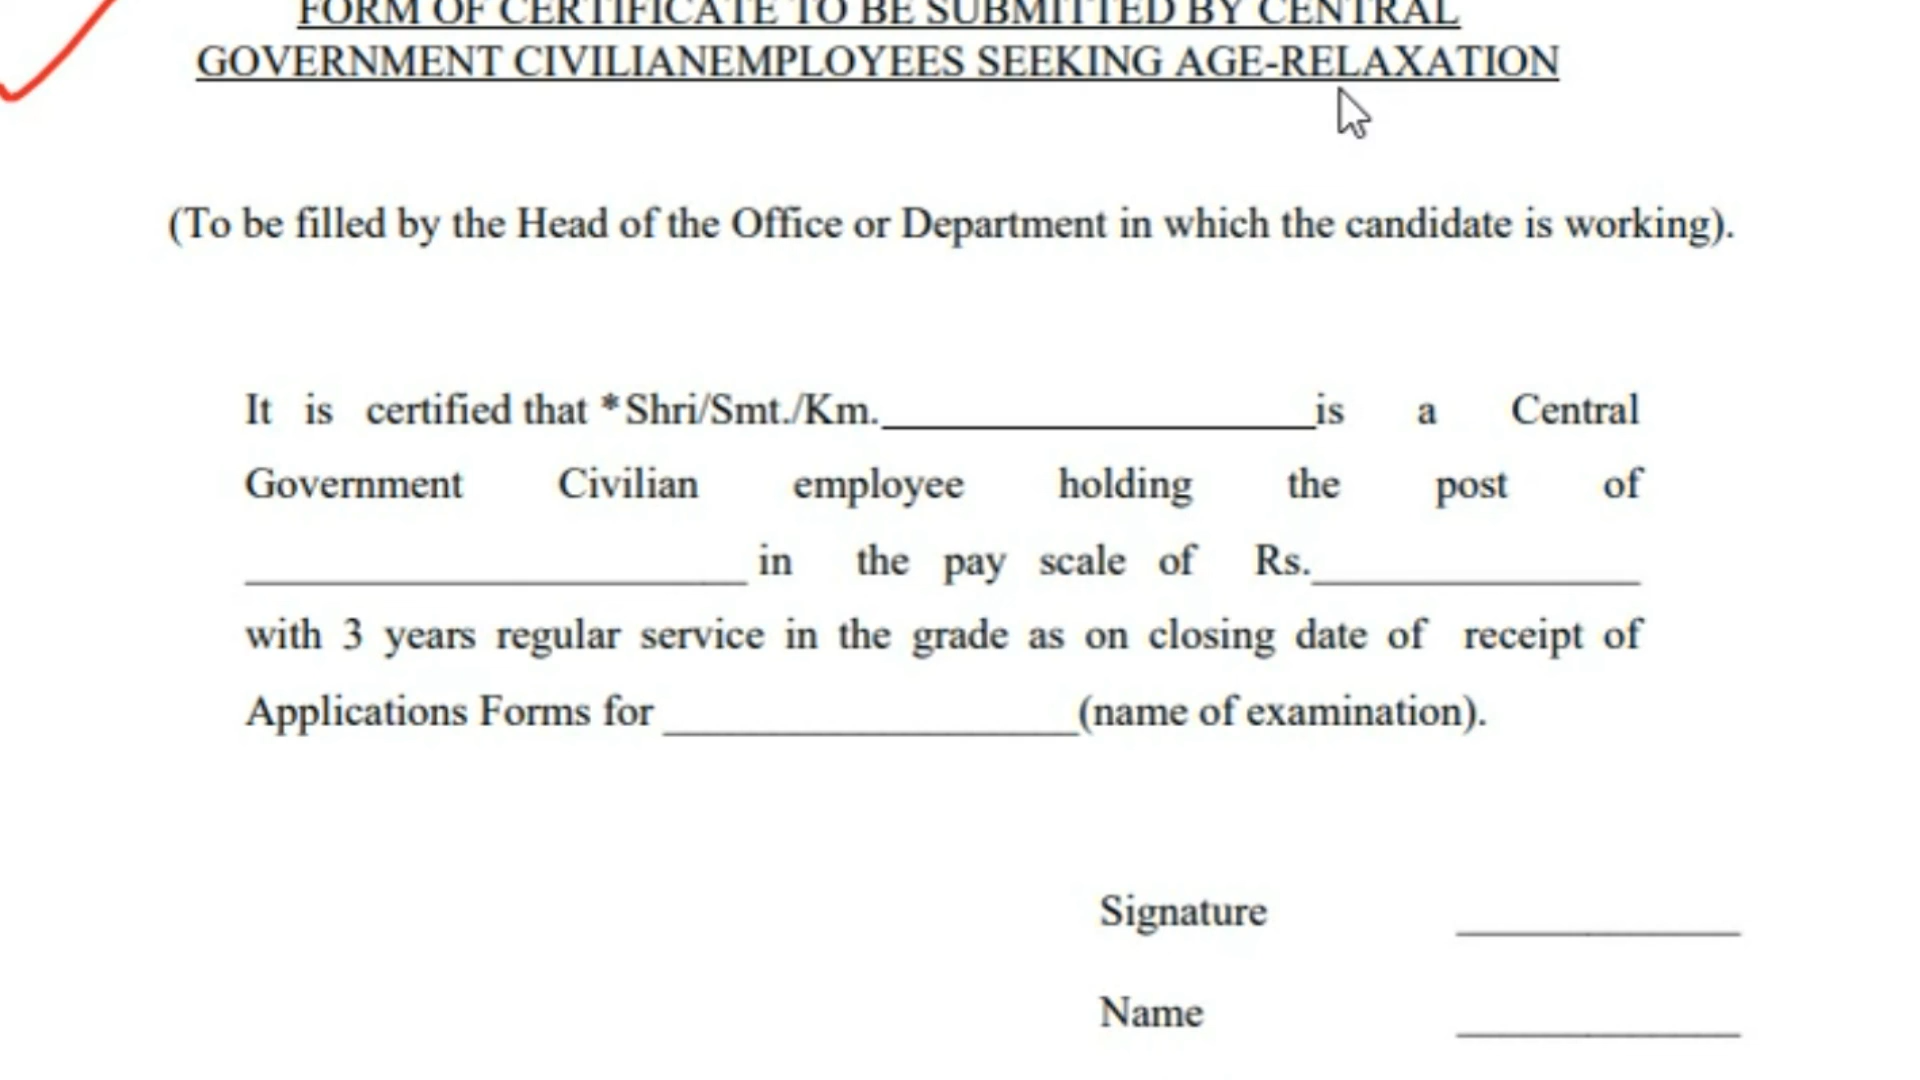 FORM OF CERTIFICATE TO BE SUBMITTED BY CENTRAL
GOVERNMENT CIVILIANEMPLOYEES SEEKING AGE-RELAXATION
(To be filled by the Head of the Office or Department in which the candidate is working).
It is certified that *Shri/Smt./Km.____________________is a Central
Government Civilian employee holding the post of
________________________ in the pay scale of Rs.________________
with 3 years regular service in the grade as on closing date of receipt of
Applications Forms for ____________________(name of examination).
Signature ______________
Name ______________